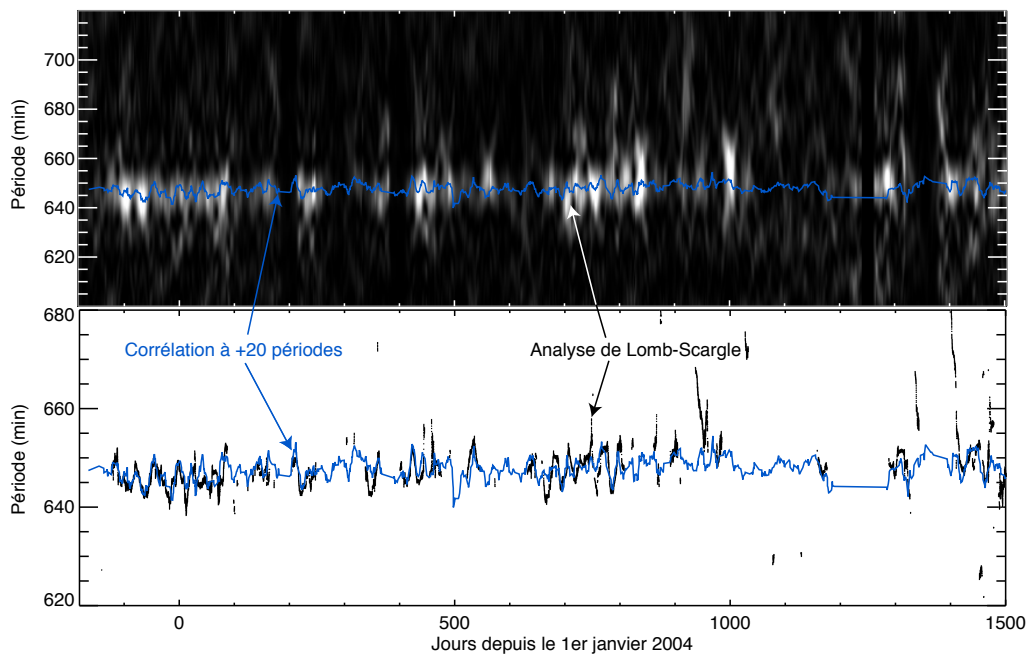 700
680
660
640
620
Période (min)
680
660
640
620
Période (min)
Corrélation à +20 périodes
Analyse de Lomb-Scargle
0
500
1000
1500
Jours depuis le 1er janvier 2004